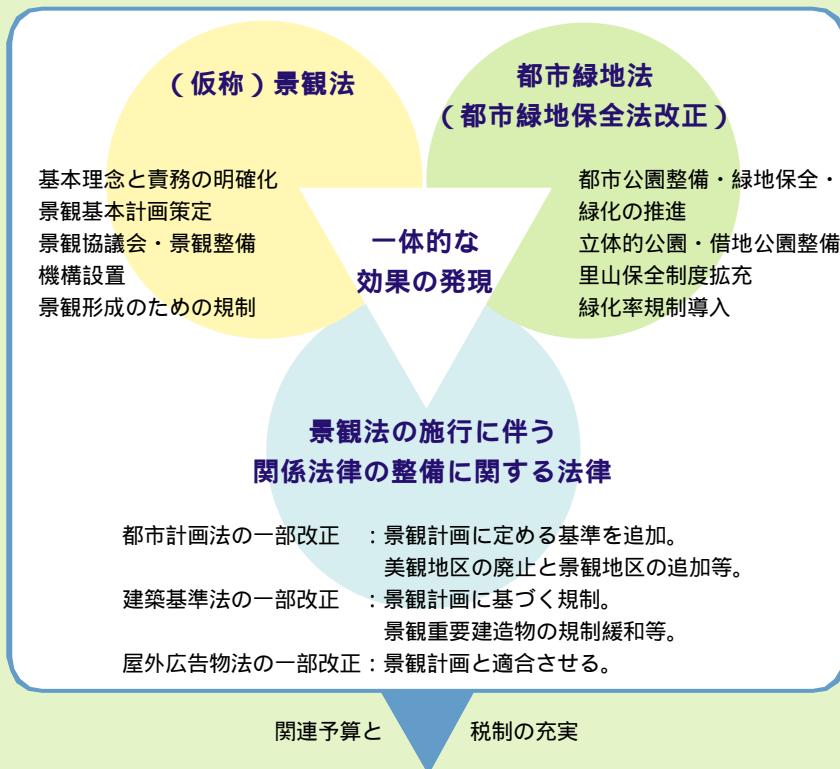 （仮称）景観法
基本理念と責務の明確化
景観基本計画策定
景観協議会・景観整備
機構設置
景観形成のための規制
都市緑地法
（都市緑地保全法改正）
都市公園整備・緑地保全・
緑化の推進
立体的公園・借地公園整備
里山保全制度拡充
緑化率規制導入
一体的な
効果の発現
景観法の施行に伴う
関係法律の整備に関する法律
都市計画法の一部改正　：景観計画に定める基準を追加。
美観地区の廃止と景観地区の追加等。
建築基準法の一部改正　：景観計画に基づく規制。
景観重要建造物の規制緩和等。
屋外広告物法の一部改正：景観計画と適合させる。
関連予算と　税制の充実